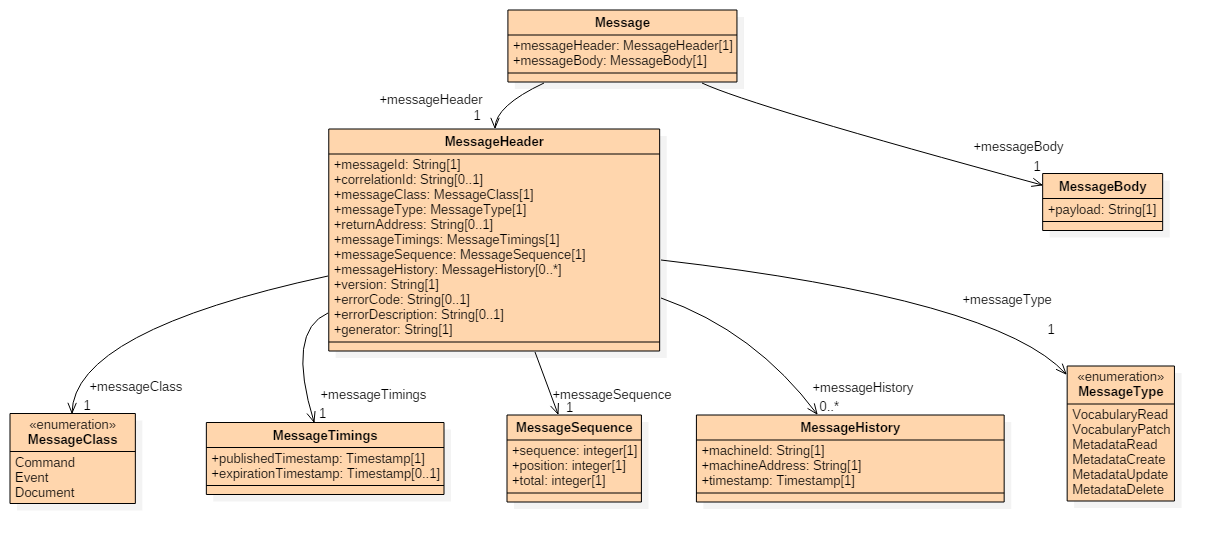 Message
+messageHeader: MessageHeader[1]
+messageBody: MessageBody[1]
+messageHeader
1
+messageBody
1
MessageHeader
+messageId: String[1]
+correlationId: String[0..1]
+messageClass: MessageClass[1]
+messageType: MessageType[1]
+returnAddress: String[0..1]
+messageTimings: MessageTimings[1]
+messageSequence: MessageSequence[1]
+messageHistory: MessageHistory[0..*]
+version: String[1]
+errorCode: String[0..1]
+errorDescription: String[0..1]
+generator: String[1]
MessageBody
+payload: String[1]
+messageClass
1
+messageTimings
1
+messageSequence
1
+messageHistory
0..*
+messageType
1
«enumeration»
MessageClass
Command
Event
Document
MessageTimings
+publishedTimestamp: Timestamp[1]
+expirationTimestamp: Timestamp[0..1]
MessageSequence
+sequence: integer[1]
+position: integer[1]
+total: integer[1]
MessageHistory
+machineId: String[1]
+machineAddress: String[1]
+timestamp: Timestamp[1]
«enumeration»
MessageType
VocabularyRead
VocabularyPatch
MetadataRead
MetadataCreate
MetadataUpdate
MetadataDelete